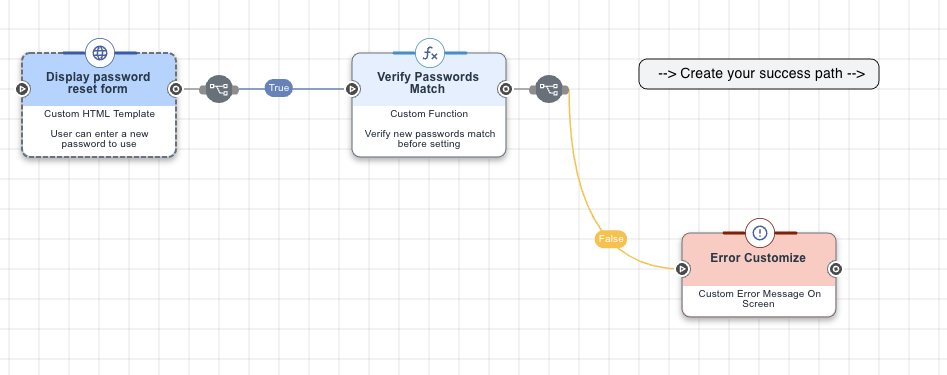 Display password
reset form
Custom HTML Template
User can enter a new
password to use
True
fx
Verify Passwords
Match
Custom Function
Verify new passwords match
before setting
--> Create your success path -->
False
Error Customize
Custom Error Message On
Screen